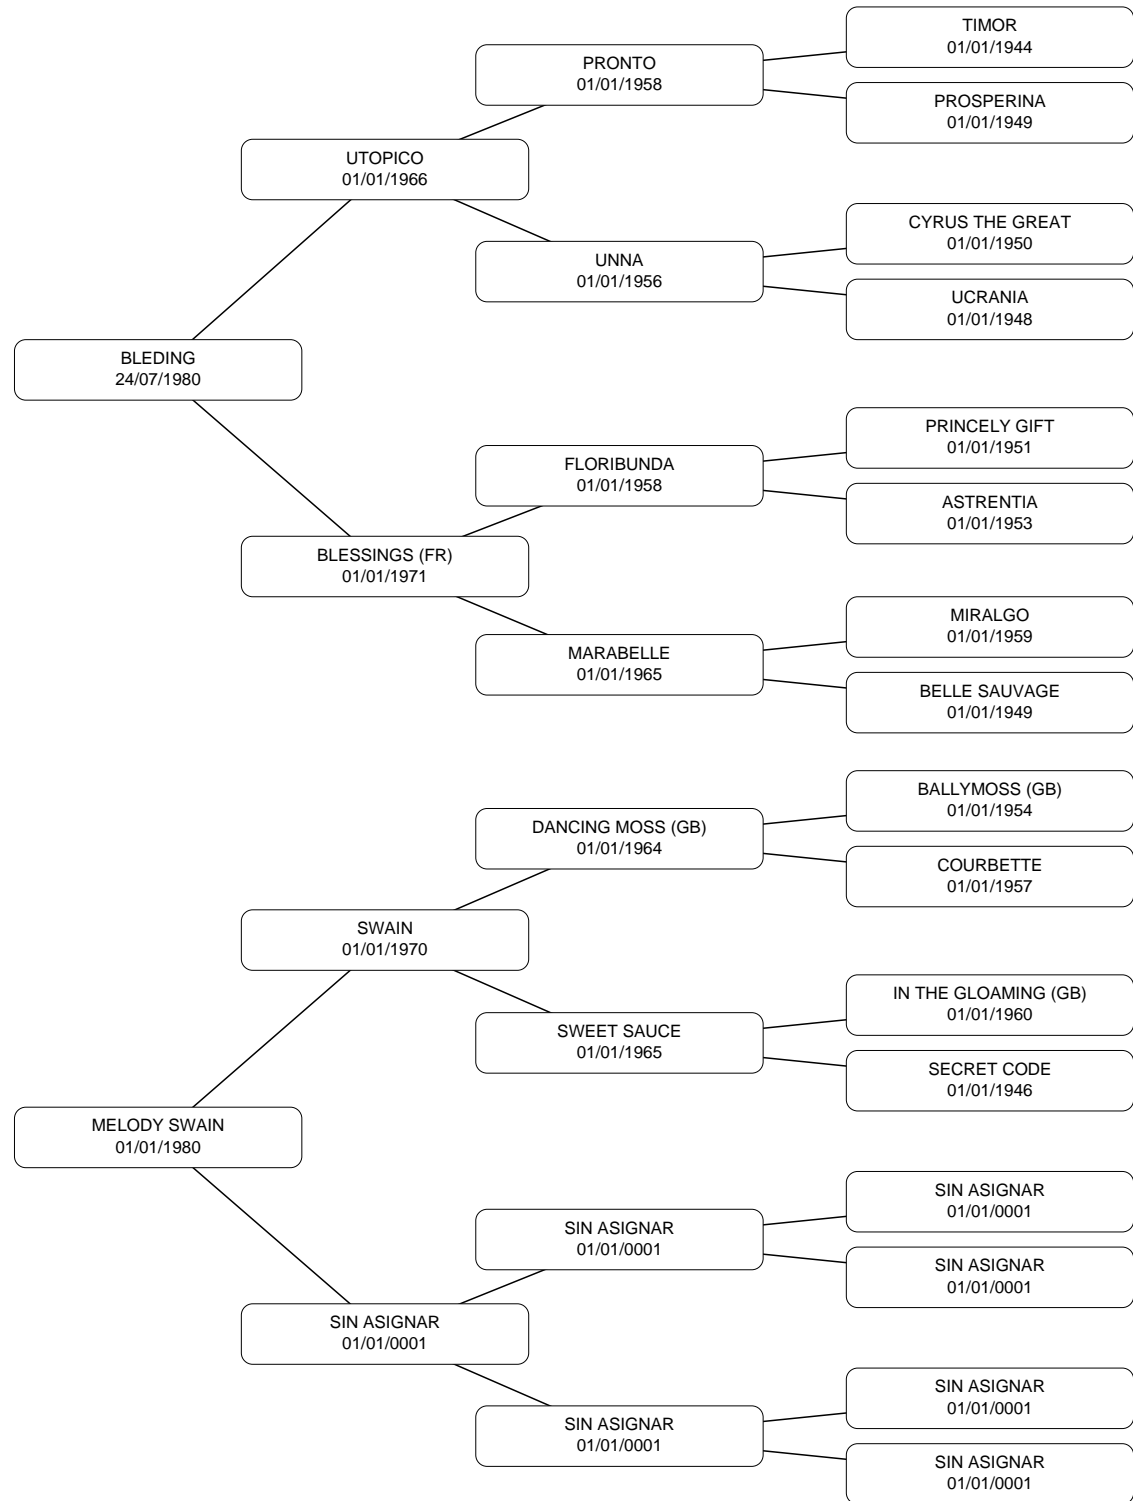 TIMOR
01/01/1944
PRONTO
01/01/1958
PROSPERINA
01/01/1949
UTOPICO
01/01/1966
CYRUS THE GREAT
01/01/1950
UNNA
01/01/1956
UCRANIA
01/01/1948
BLEDING
24/07/1980
PRINCELY GIFT
01/01/1951
FLORIBUNDA
01/01/1958
ASTRENTIA
01/01/1953
BLESSINGS (FR)
01/01/1971
MIRALGO
01/01/1959
MARABELLE
01/01/1965
BELLE SAUVAGE
01/01/1949
BALLYMOSS (GB)
01/01/1954
DANCING MOSS (GB)
01/01/1964
COURBETTE
01/01/1957
SWAIN
01/01/1970
IN THE GLOAMING (GB)
01/01/1960
SWEET SAUCE
01/01/1965
SECRET CODE
01/01/1946
MELODY SWAIN
01/01/1980
SIN ASIGNAR
01/01/0001
SIN ASIGNAR
01/01/0001
SIN ASIGNAR
01/01/0001
SIN ASIGNAR
01/01/0001
SIN ASIGNAR
01/01/0001
SIN ASIGNAR
01/01/0001
SIN ASIGNAR
01/01/0001